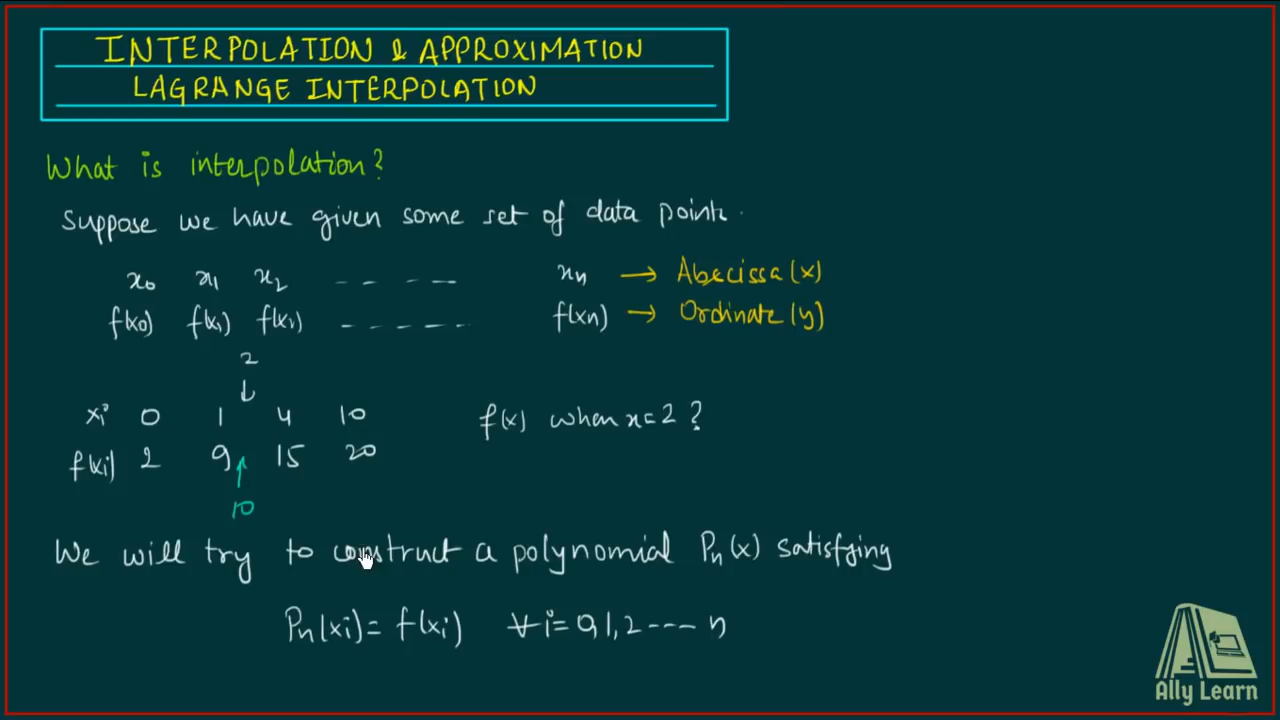 INTERPOLATION & APPROXIMATION
LAGRANGE INTERPOLATION
What is interpolation?
Suppose we have given some set of data points.
x₀ x₁ x₂ -- -- -- xₙ → Abscissa (x)
f(x₀) f(x₁) f(x₁) ------ f(xn) → Ordinate (y)
2
↓
xi 0 1 4 10 f(x) when x=2?
f(xi) 2 9 15 20
↑
10
We will try to construct a polynomial Pₙ(x) satisfying
Pₙ(xi) = f(xi) ∀ i = 0, 1, 2 ---- n
Ally Learn